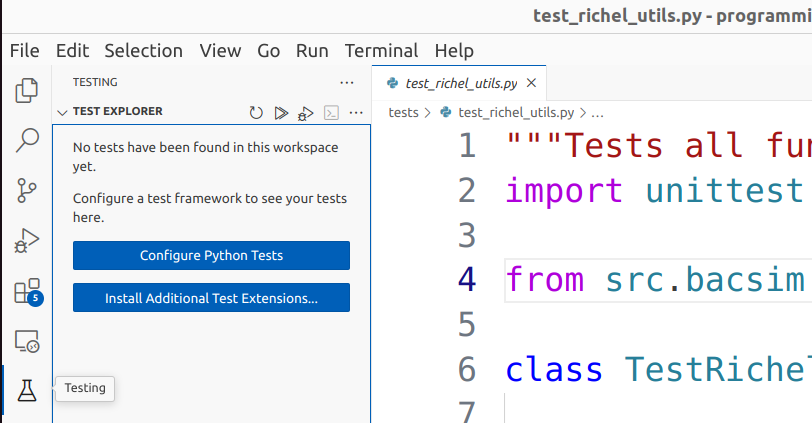 test_richel_utils.py - programmi
File Edit Selection View Go Run Terminal Help
TESTING ...
TEST EXPLORER ...
No tests have been found in this workspace
yet.
Configure a test framework to see your tests
here.
Configure Python Tests
Install Additional Test Extensions...
5
Testing
test_richel_utils.py ×
tests > test_richel_utils.py > ...
1 """Tests all fun
2 import unittest
3
4 from src.bacsim
5
6 class TestRichel
7